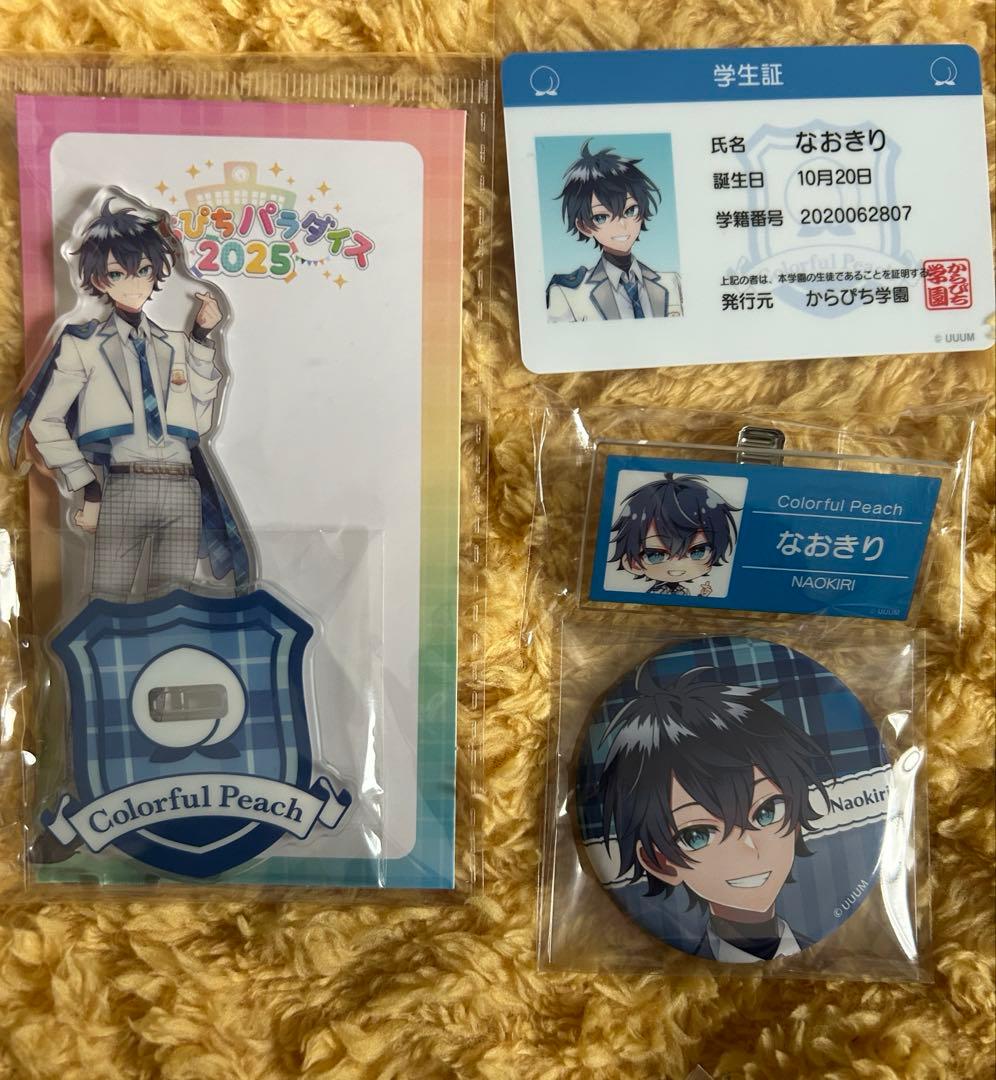 ぴちパラダイス
2025
Colorful Peach
学生証
氏名 なおきり
誕生日 10月20日
学籍番号 2020062807
上記の者は、本学園の生徒であることを証明する
発行元 からぴち学園
からぴち
学園
Colorful Peach
© UUUM
Colorful Peach
なおきり
NAOKIRI
© UUUM
Naokiri
© UUUM